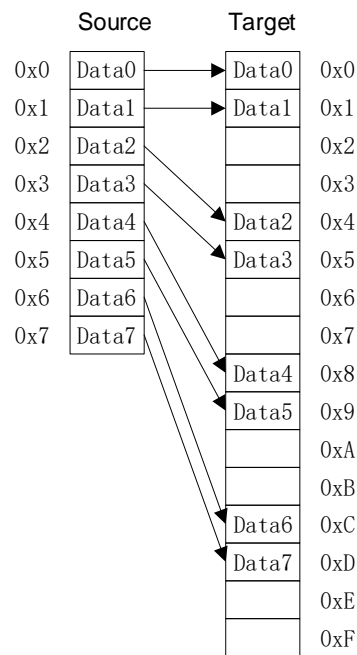 Source Target
0x0 Data0 Data0 0x0
0x1 Data1 Data1 0x1
0x2 Data2 0x2
0x3 Data3 0x3
0x4 Data4 Data2 0x4
0x5 Data5 Data3 0x5
0x6 Data6 0x6
0x7 Data7 0x7
Data4 0x8
Data5 0x9
0xA
0xB
Data6 0xC
Data7 0xD
0xE
0xF